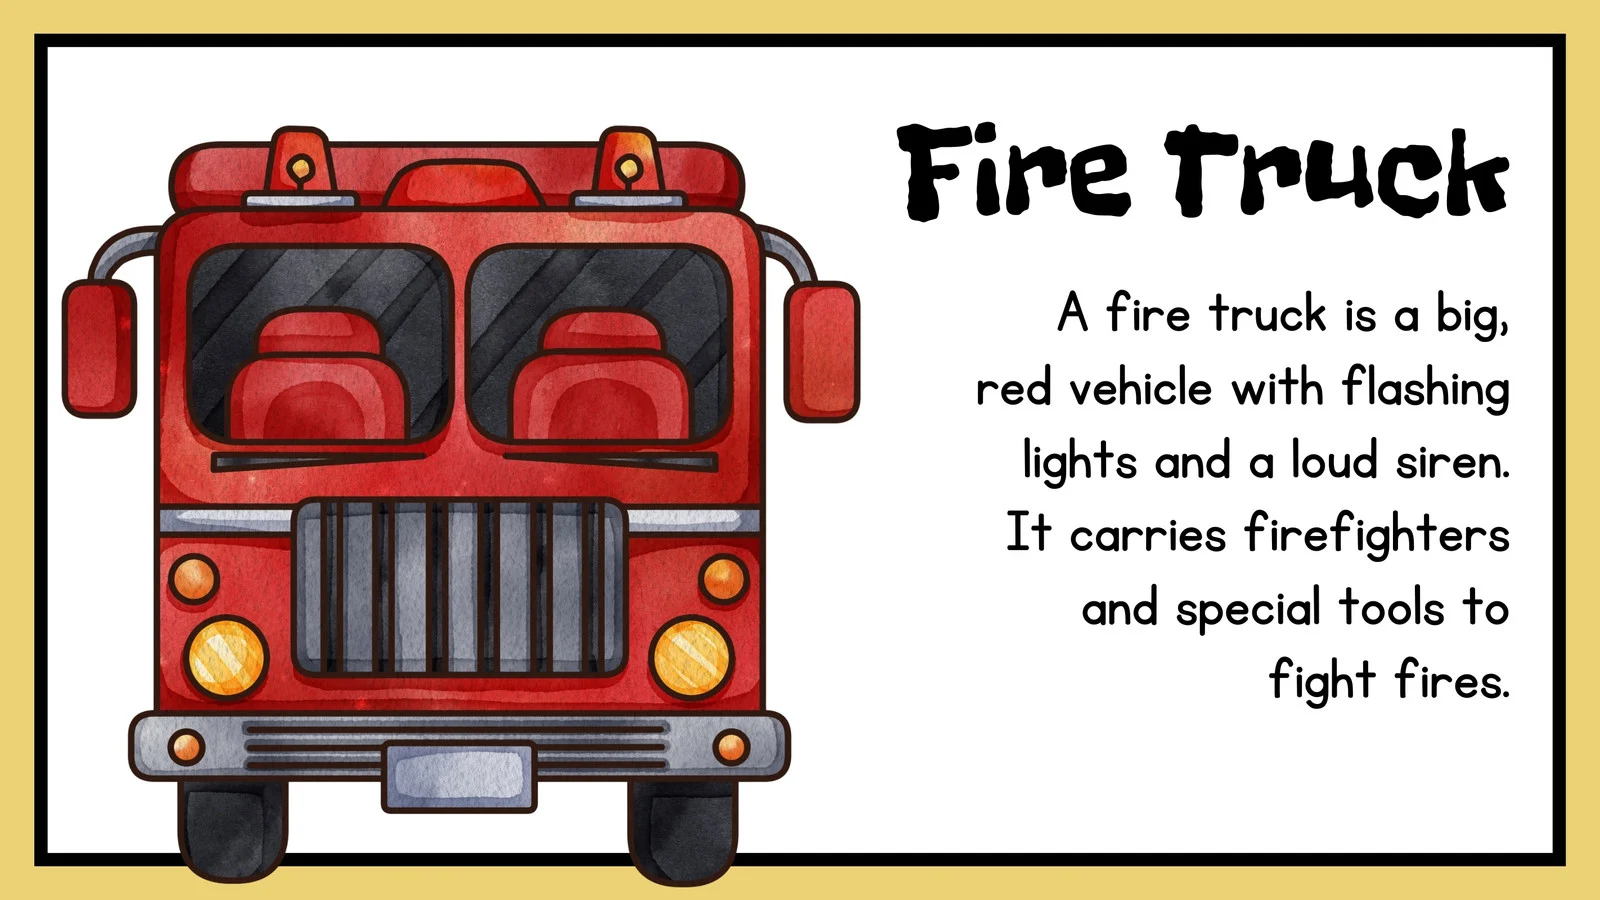 Fire Truck
A fire truck is a big,
red vehicle with flashing
lights and a loud siren.
It carries firefighters
and special tools to
fight fires.